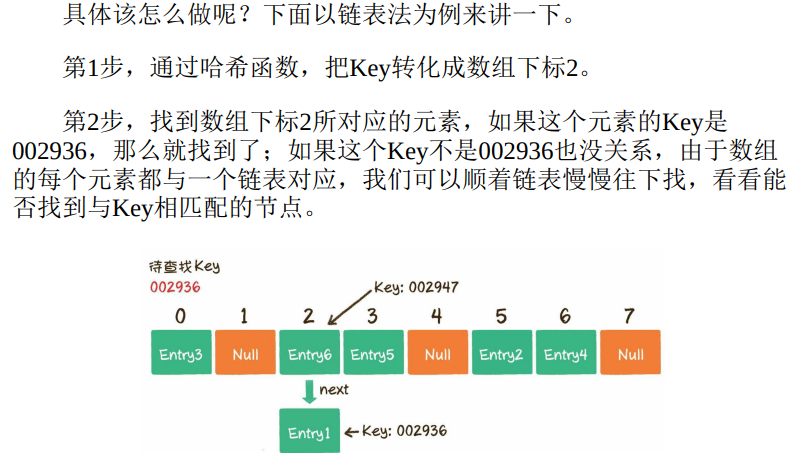 具体该怎么做呢？下面以链表法为例来讲一下。
第1步，通过哈希函数，把Key转化成数组下标2。
第2步，找到数组下标2所对应的元素，如果这个元素的Key是
002936，那么就找到了；如果这个Key不是002936也没关系，由于数组
的每个元素都与一个链表对应，我们可以顺着链表慢慢往下找，看看能
否找到与Key相匹配的节点。
待查找Key
002936
Key: 002947
0 1 2 3 4 5 6 7
Entry3 Null Entry6 Entry5 Null Entry2 Entry4 Null
next
Entry1 Key: 002936